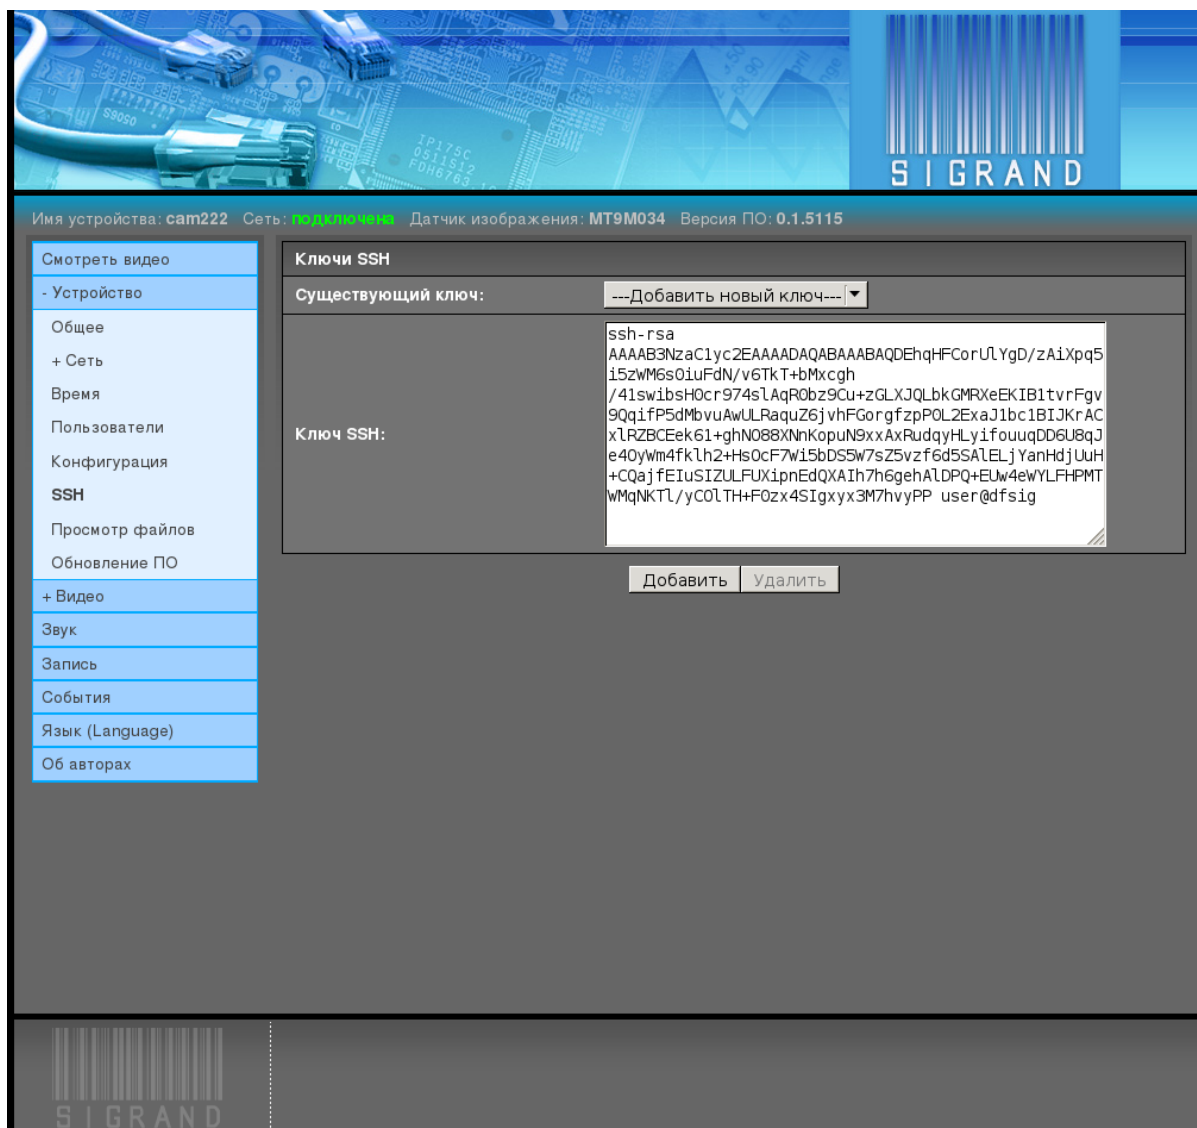 SIGRAND
Имя устройства: cam222 Сеть: подключена Датчик изображения: MT9M034 Версия ПО: 0.1.5115
Смотреть видео
- Устройство
Общее
+ Сеть
Время
Пользователи
Конфигурация
SSH
Просмотр файлов
Обновление ПО
+ Видео
Звук
Запись
События
Язык (Language)
Об авторах
Ключи SSH
Существующий ключ: ---Добавить новый ключ---
Ключ SSH:
ssh-rsa
AAAAB3NzaC1yc2EAAAADAQABAAABAQDEhqHFCorUlYgD/zAiXpq5
i5zWM6sOiuFdN/v6TkT+bMxcgh
/41swibsHOcr974slAqR0bz9Cu+zGLXJQLbkGMRXeEKIB1tvrFgv
9QqifP5dMbvuAwULRaquZ6jvhFGorgfzpP0L2ExaJ1bc1BIJKrAC
xlRZBCEek61+ghNO88XNnKopuN9xxAxRudqyHLyifouuqDD6U8qJ
e4OyWm4fklh2+HsOcF7Wi5bDS5W7sZ5vzf6d5SAlELjYanHdjUuH
+CQajfEIuSIZULFUXipnEdQXAIh7h6gehAlDPQ+EUw4eWYLFHPMT
WMqNKTl/yCOlTH+F0zx4SIgxyx3M7hvyPP user@dfsig
Добавить Удалить
SIGRAND